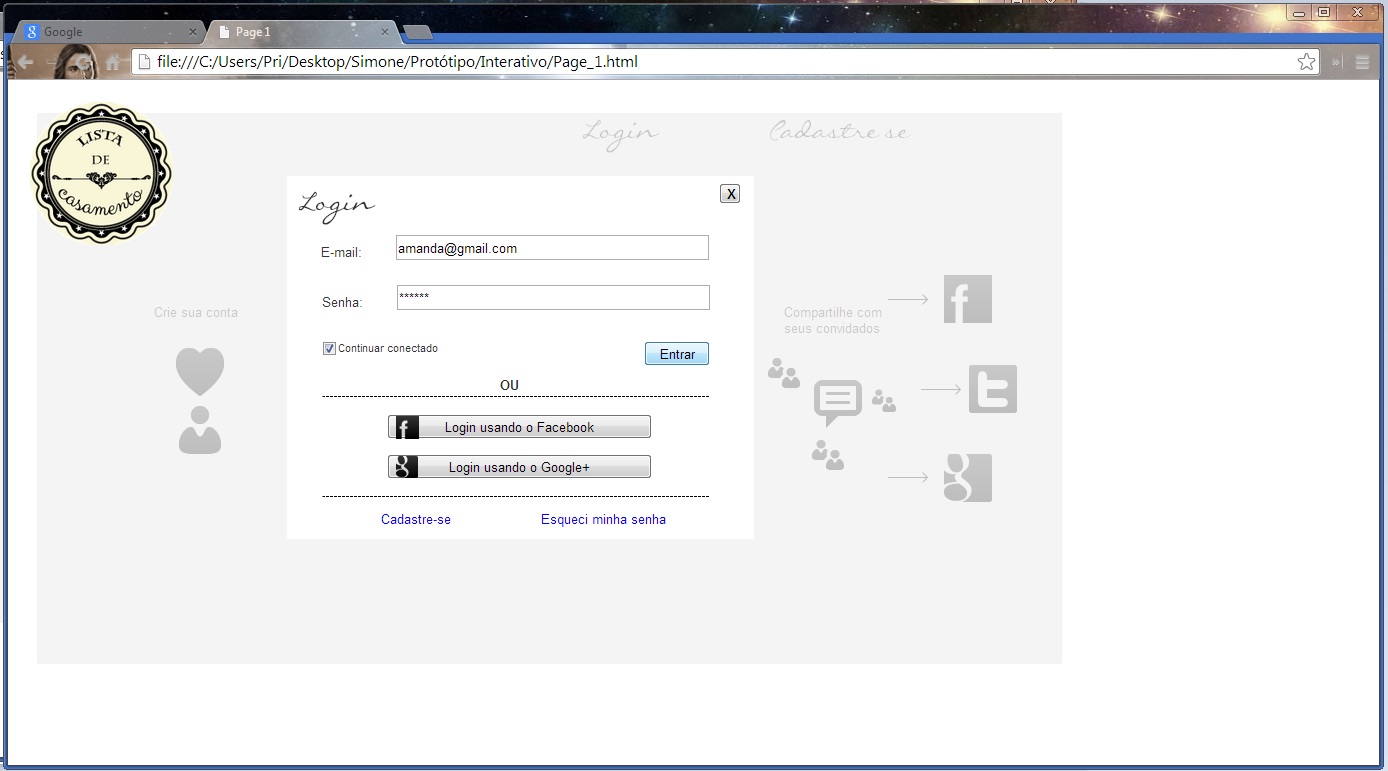 Google
Page 1
file:///C:/Users/Pri/Desktop/Simone/Protótipo/Interativo/Page_1.html
LISTA
DE
casamento
Login
Cadastre se
Login
X
E-mail:
amanda@gmail.com
Senha:
******
Continuar conectado
Entrar
OU
Login usando o Facebook
Login usando o Google+
Cadastre-se
Esqueci minha senha
Crie sua conta
Compartilhe com
seus convidados